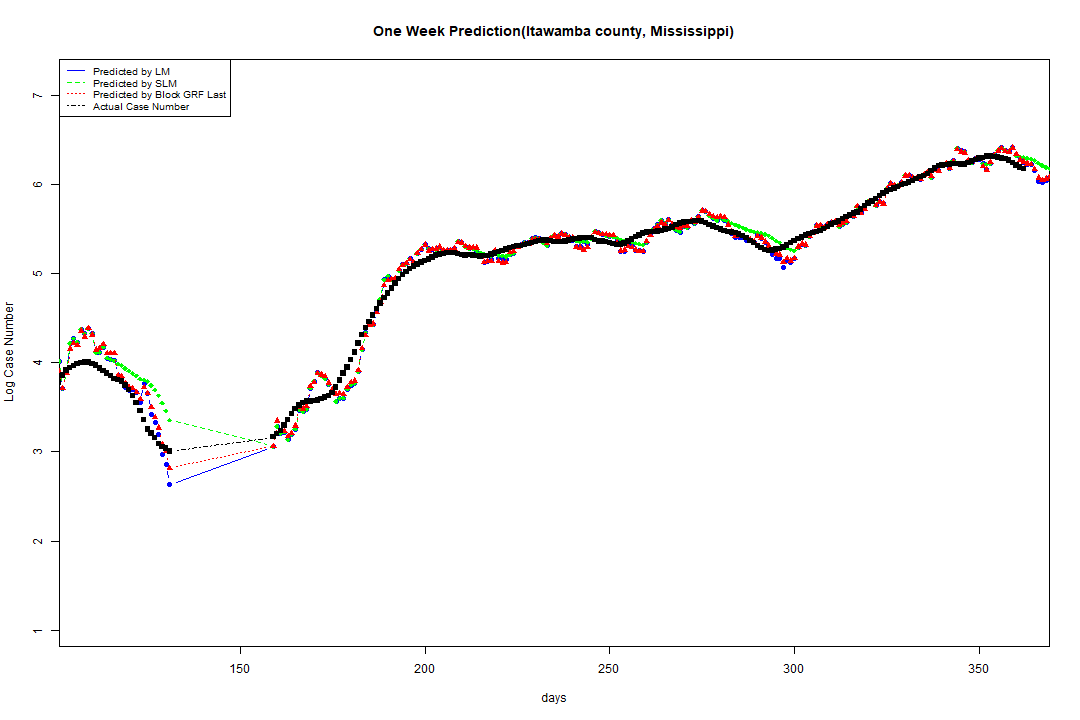 One Week Prediction(Itawamba county, Mississippi)
Predicted by LM
Predicted by SLM
Predicted by Block GRF Last
Actual Case Number
7
6
5
4
3
2
1
Log Case Number
150 200 250 300 350
days